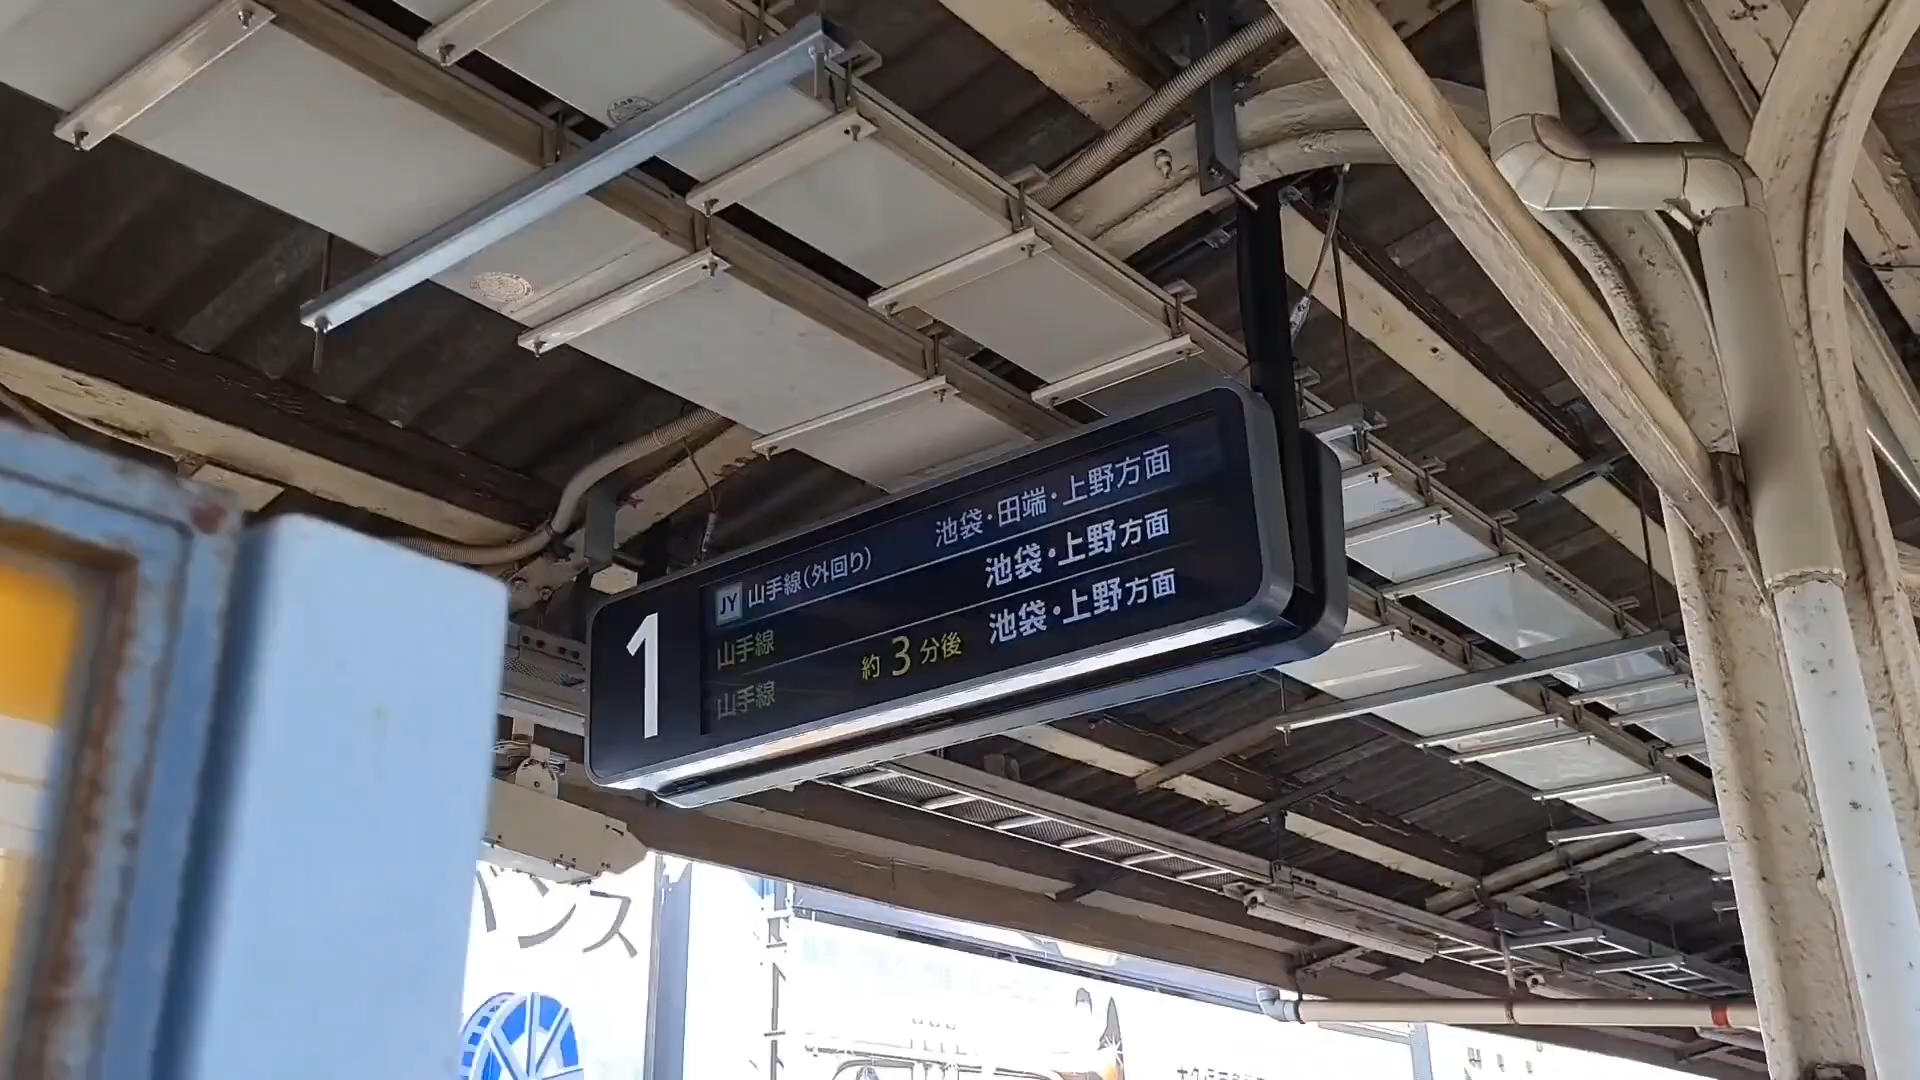 1
JY 山手線(外回り) 池袋・田端・上野方面
山手線 池袋・上野方面
山手線 約3分後 池袋・上野方面
バンス